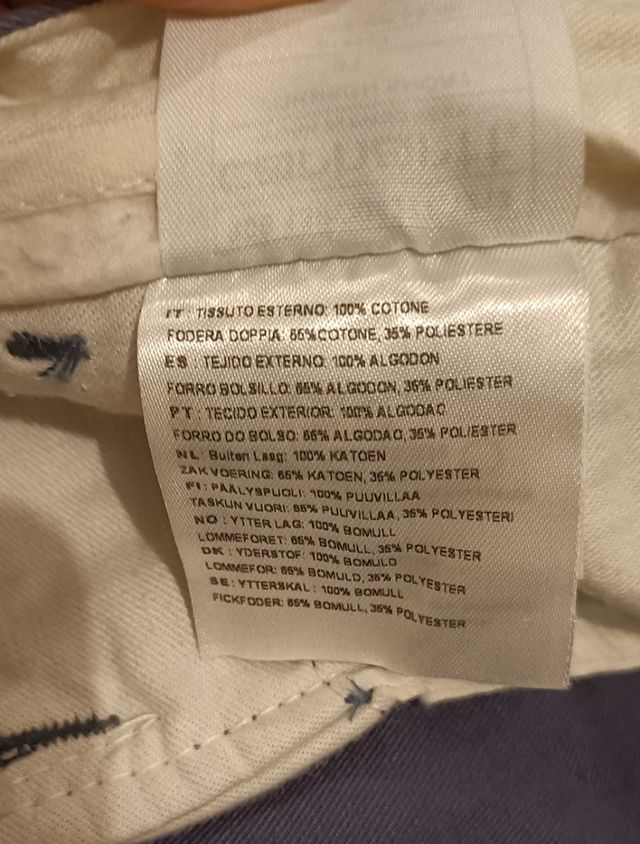 IT : TISSUTO ESTERNO: 100% COTONE
FODERA DOPPIA: 65%COTONE, 35% POLIESTERE
ES : TEJIDO EXTERNO: 100% ALGODON
FORRO BOLSILLO: 65% ALGODON, 35% POLIESTER
PT : TECIDO EXTERIOR: 100% ALGODAO
FORRO DO BOLSO: 65% ALGODAO, 35% POLIESTER
NL: Buiten Laag: 100% KATOEN
ZAKVOERING: 65% KATOEN, 35% POLYESTER
FI : PÄÄLYSPUOLI: 100% PUUVILLAA
TASKUN VUORI: 65% PUUVILLAA, 35% POLYESTERI
NO : YTTER LAG: 100% BOMULL
LOMMEFORET: 65% BOMULL, 35% POLYESTER
DK : YDERSTOF: 100% BOMULD
LOMMEFOR: 65% BOMULD, 35% POLYESTER
SE : YTTERSKAL : 100% BOMULL
FICKFODER: 65% BOMULL, 35% POLYESTER